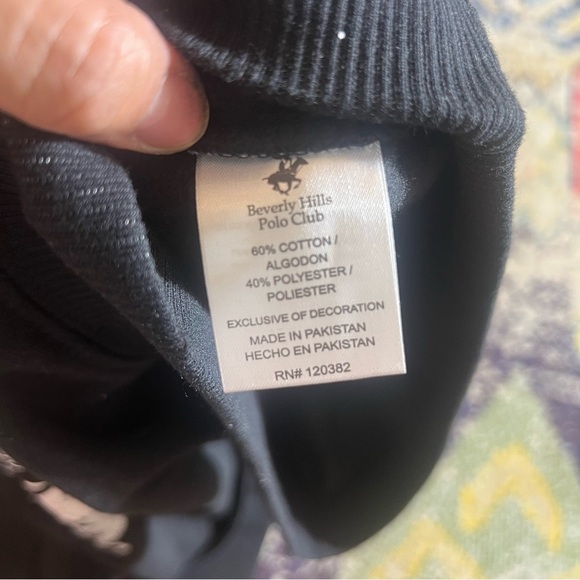 Beverly Hills
Polo Club
60% COTTON /
ALGODON
40% POLYESTER /
POLIESTER
EXCLUSIVE OF DECORATION
MADE IN PAKISTAN
HECHO EN PAKISTAN
RN# 120382